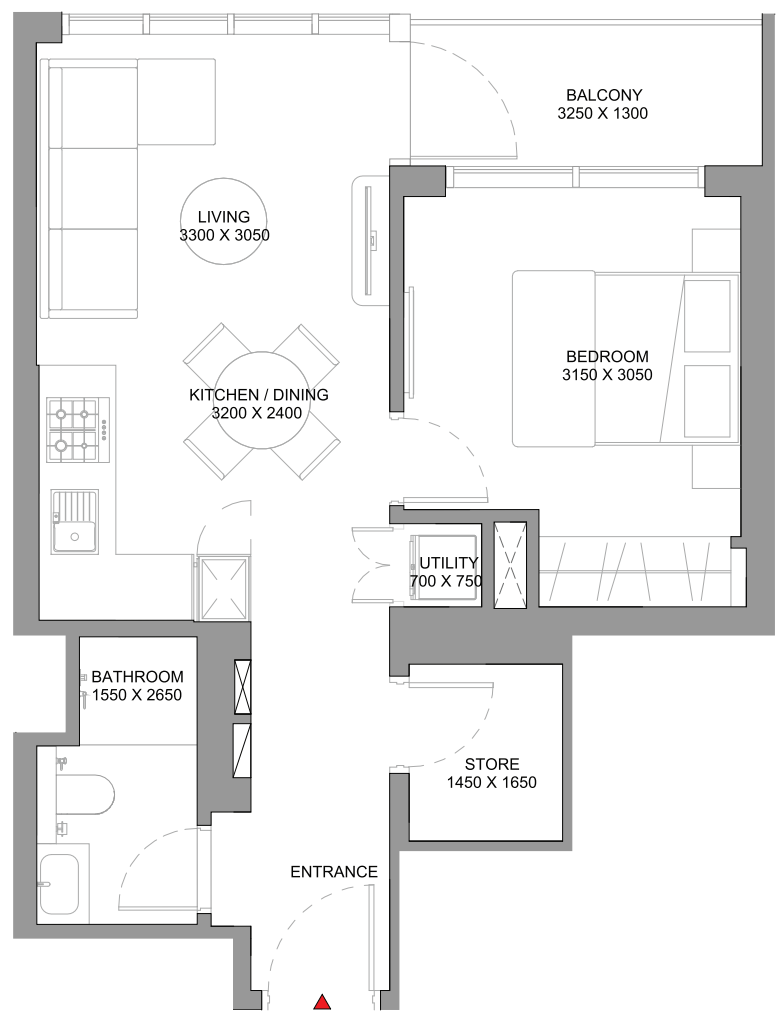 BALCONY
3250 X 1300
LIVING
3300 X 3050
BEDROOM
3150 X 3050
KITCHEN / DINING
3200 X 2400
UTILITY
700 X 750
BATHROOM
1550 X 2650
STORE
1450 X 1650
ENTRANCE